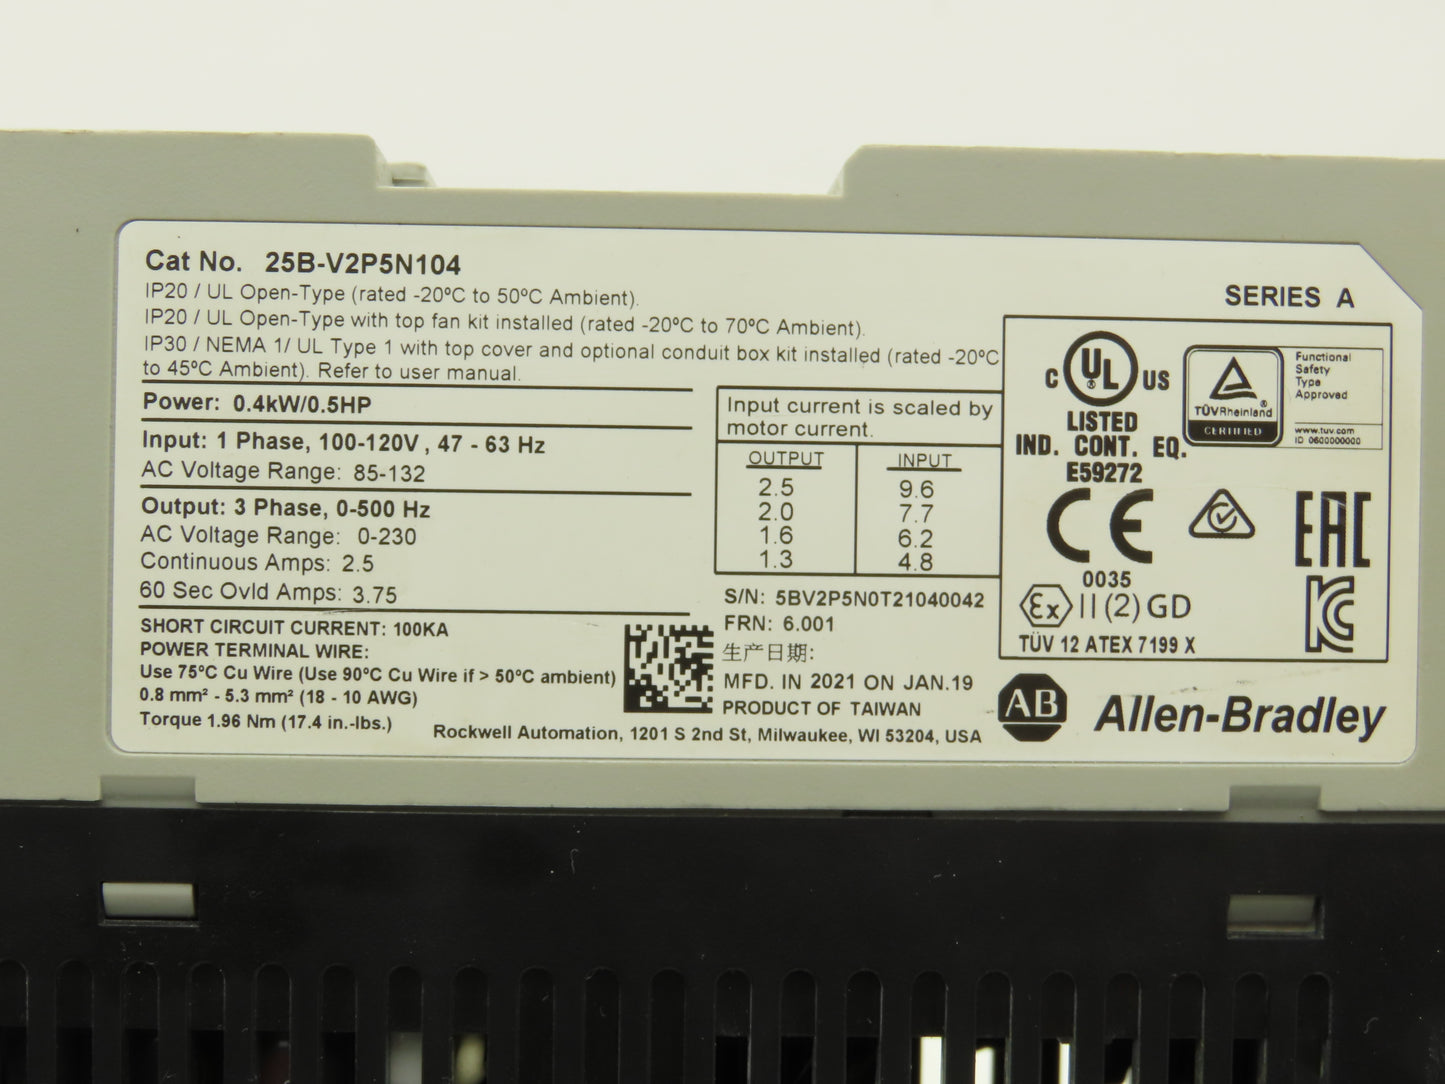 Cat No. 25B-V2P5N104
IP20 / UL Open-Type (rated -20ºC to 50ºC Ambient).
IP20 / UL Open-Type with top fan kit installed (rated -20ºC to 70ºC Ambient).
IP30 / NEMA 1/ UL Type 1 with top cover and optional conduit box kit installed (rated -20ºC
to 45ºC Ambient). Refer to user manual.
SERIES A
Power: 0.4kW/0.5HP
Input: 1 Phase, 100-120V , 47 - 63 Hz
AC Voltage Range: 85-132
Output: 3 Phase, 0-500 Hz
AC Voltage Range: 0-230
Continuous Amps: 2.5
60 Sec Ovld Amps: 3.75
SHORT CIRCUIT CURRENT: 100KA
POWER TERMINAL WIRE:
Use 75ºC Cu Wire (Use 90ºC Cu Wire if > 50ºC ambient)
0.8 mm² - 5.3 mm² (18 - 10 AWG)
Torque 1.96 Nm (17.4 in.-lbs.)
Input current is scaled by
motor current.
OUTPUT INPUT
2.5 9.6
2.0 7.7
1.6 6.2
1.3 4.8
S/N: 5BV2P5N0T21040042
FRN: 6.001
生产日期:
MFD. IN 2021 ON JAN.19
PRODUCT OF TAIWAN
Rockwell Automation, 1201 S 2nd St, Milwaukee, WI 53204, USA
C UL ® US
LISTED
IND. CONT. EQ.
E59272
TÜVRheinland ®
CERTIFIED
Functional
Safety
Type
Approved
www.tuv.com
ID 0600000000
CE
0035
EAC
Ex II (2) GD
TÜV 12 ATEX 7199 X
KC
AB Allen-Bradley